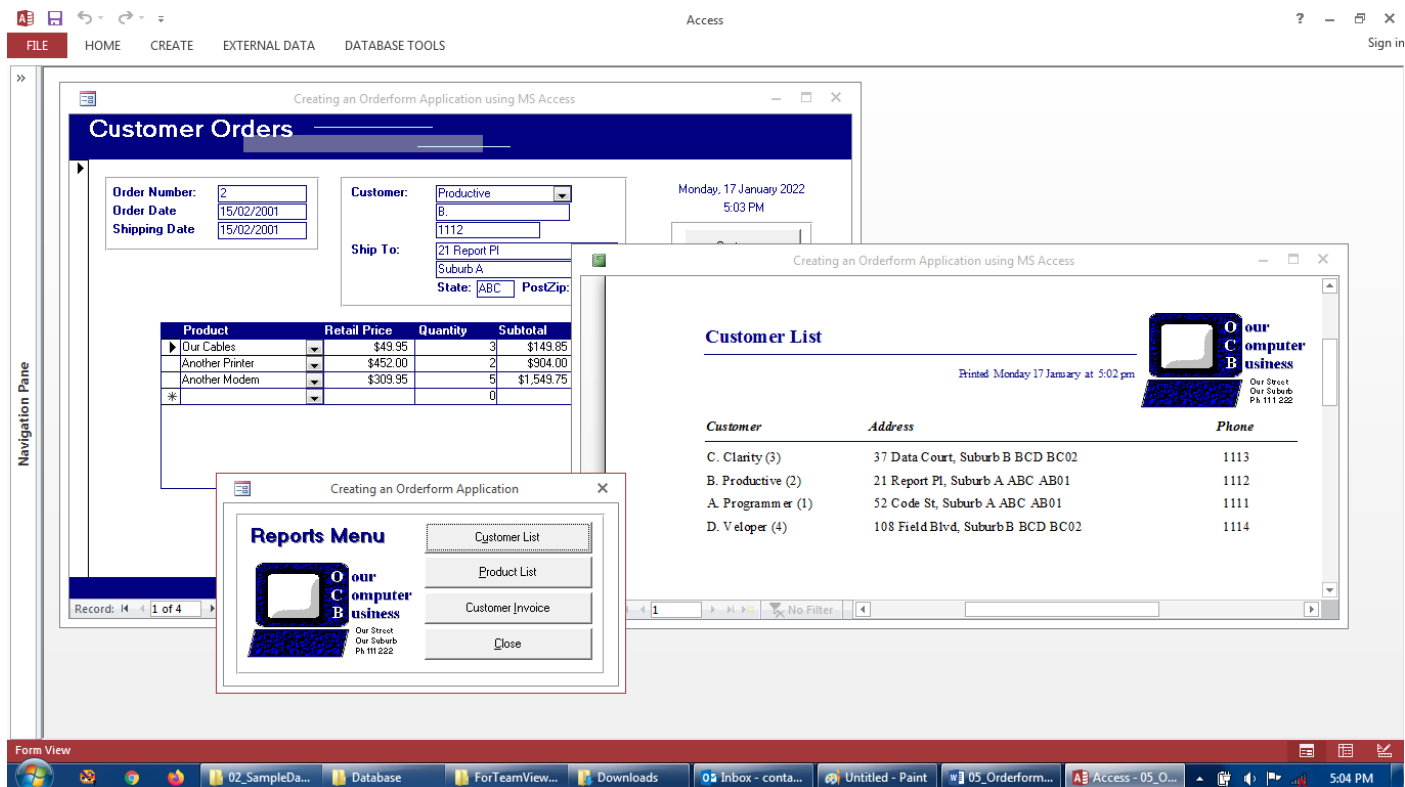 Access
FILE HOME CREATE EXTERNAL DATA DATABASE TOOLS
Sign in
Navigation Pane
Creating an Orderform Application using MS Access
Customer Orders
Order Number: 2
Order Date 15/02/2001
Shipping Date 15/02/2001
Customer: Productive
B.
1112
Ship To: 21 Report Pl
Suburb A
State: ABC PostZip:
Monday, 17 January 2022
5:03 PM
Product Retail Price Quantity Subtotal
Our Cables $49.95 3 $149.85
Another Printer $452.00 2 $904.00
Another Modem $309.95 5 $1,549.75
0
Record: 1 of 4
Creating an Orderform Application using MS Access
Customer List
Printed Monday 17 January at 5:02 pm
O our
C omputer
B usiness
Our Street
Our Suburb
Ph 111 222
Customer Address Phone
C. Clarity (3) 37 Data Court, Suburb B BCD BC02 1113
B. Productive (2) 21 Report Pl, Suburb A ABC AB01 1112
A. Programmer (1) 52 Code St, Suburb A ABC AB01 1111
D. Veloper (4) 108 Field Blvd, Suburb B BCD BC02 1114
1 No Filter
Creating an Orderform Application
Reports Menu
O our
C omputer
B usiness
Our Street
Our Suburb
Ph 111 222
Customer List
Product List
Customer Invoice
Close
Form View
02_SampleDa... Database ForTeamView... Downloads Inbox - conta... Untitled - Paint 05_Orderform... Access - 05_O... 5:04 PM